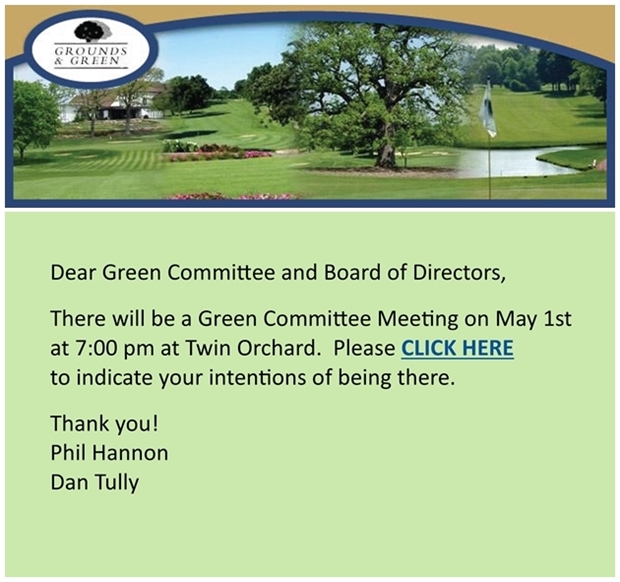 GROUNDS
& GREEN
Dear Green Committee and Board of Directors,
There will be a Green Committee Meeting on May 1st
at 7:00 pm at Twin Orchard.  Please CLICK HERE
to indicate your intentions of being there.
Thank you!
Phil Hannon
Dan Tully